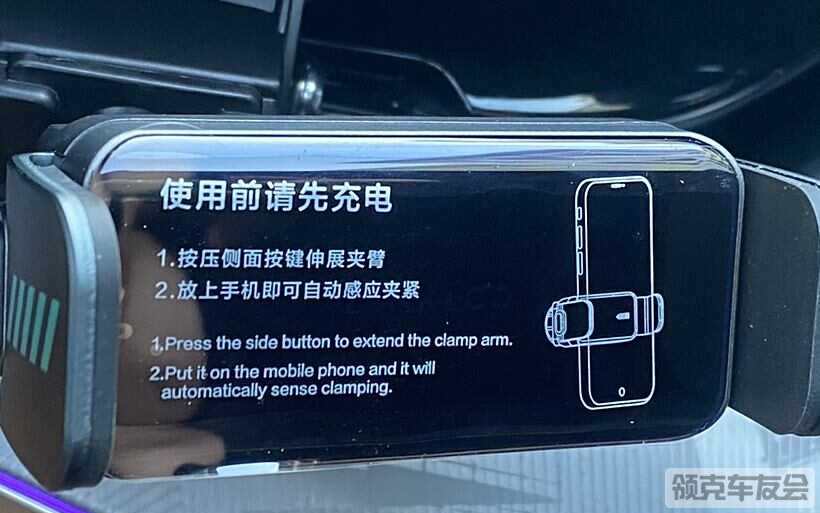 使用前请先充电
1.按压侧面按键伸展夹臂
2.放上手机即可自动感应夹紧
1.Press the side button to extend the clamp arm.
2.Put it on the mobile phone and it will
automatically sense clamping.
领克车友会